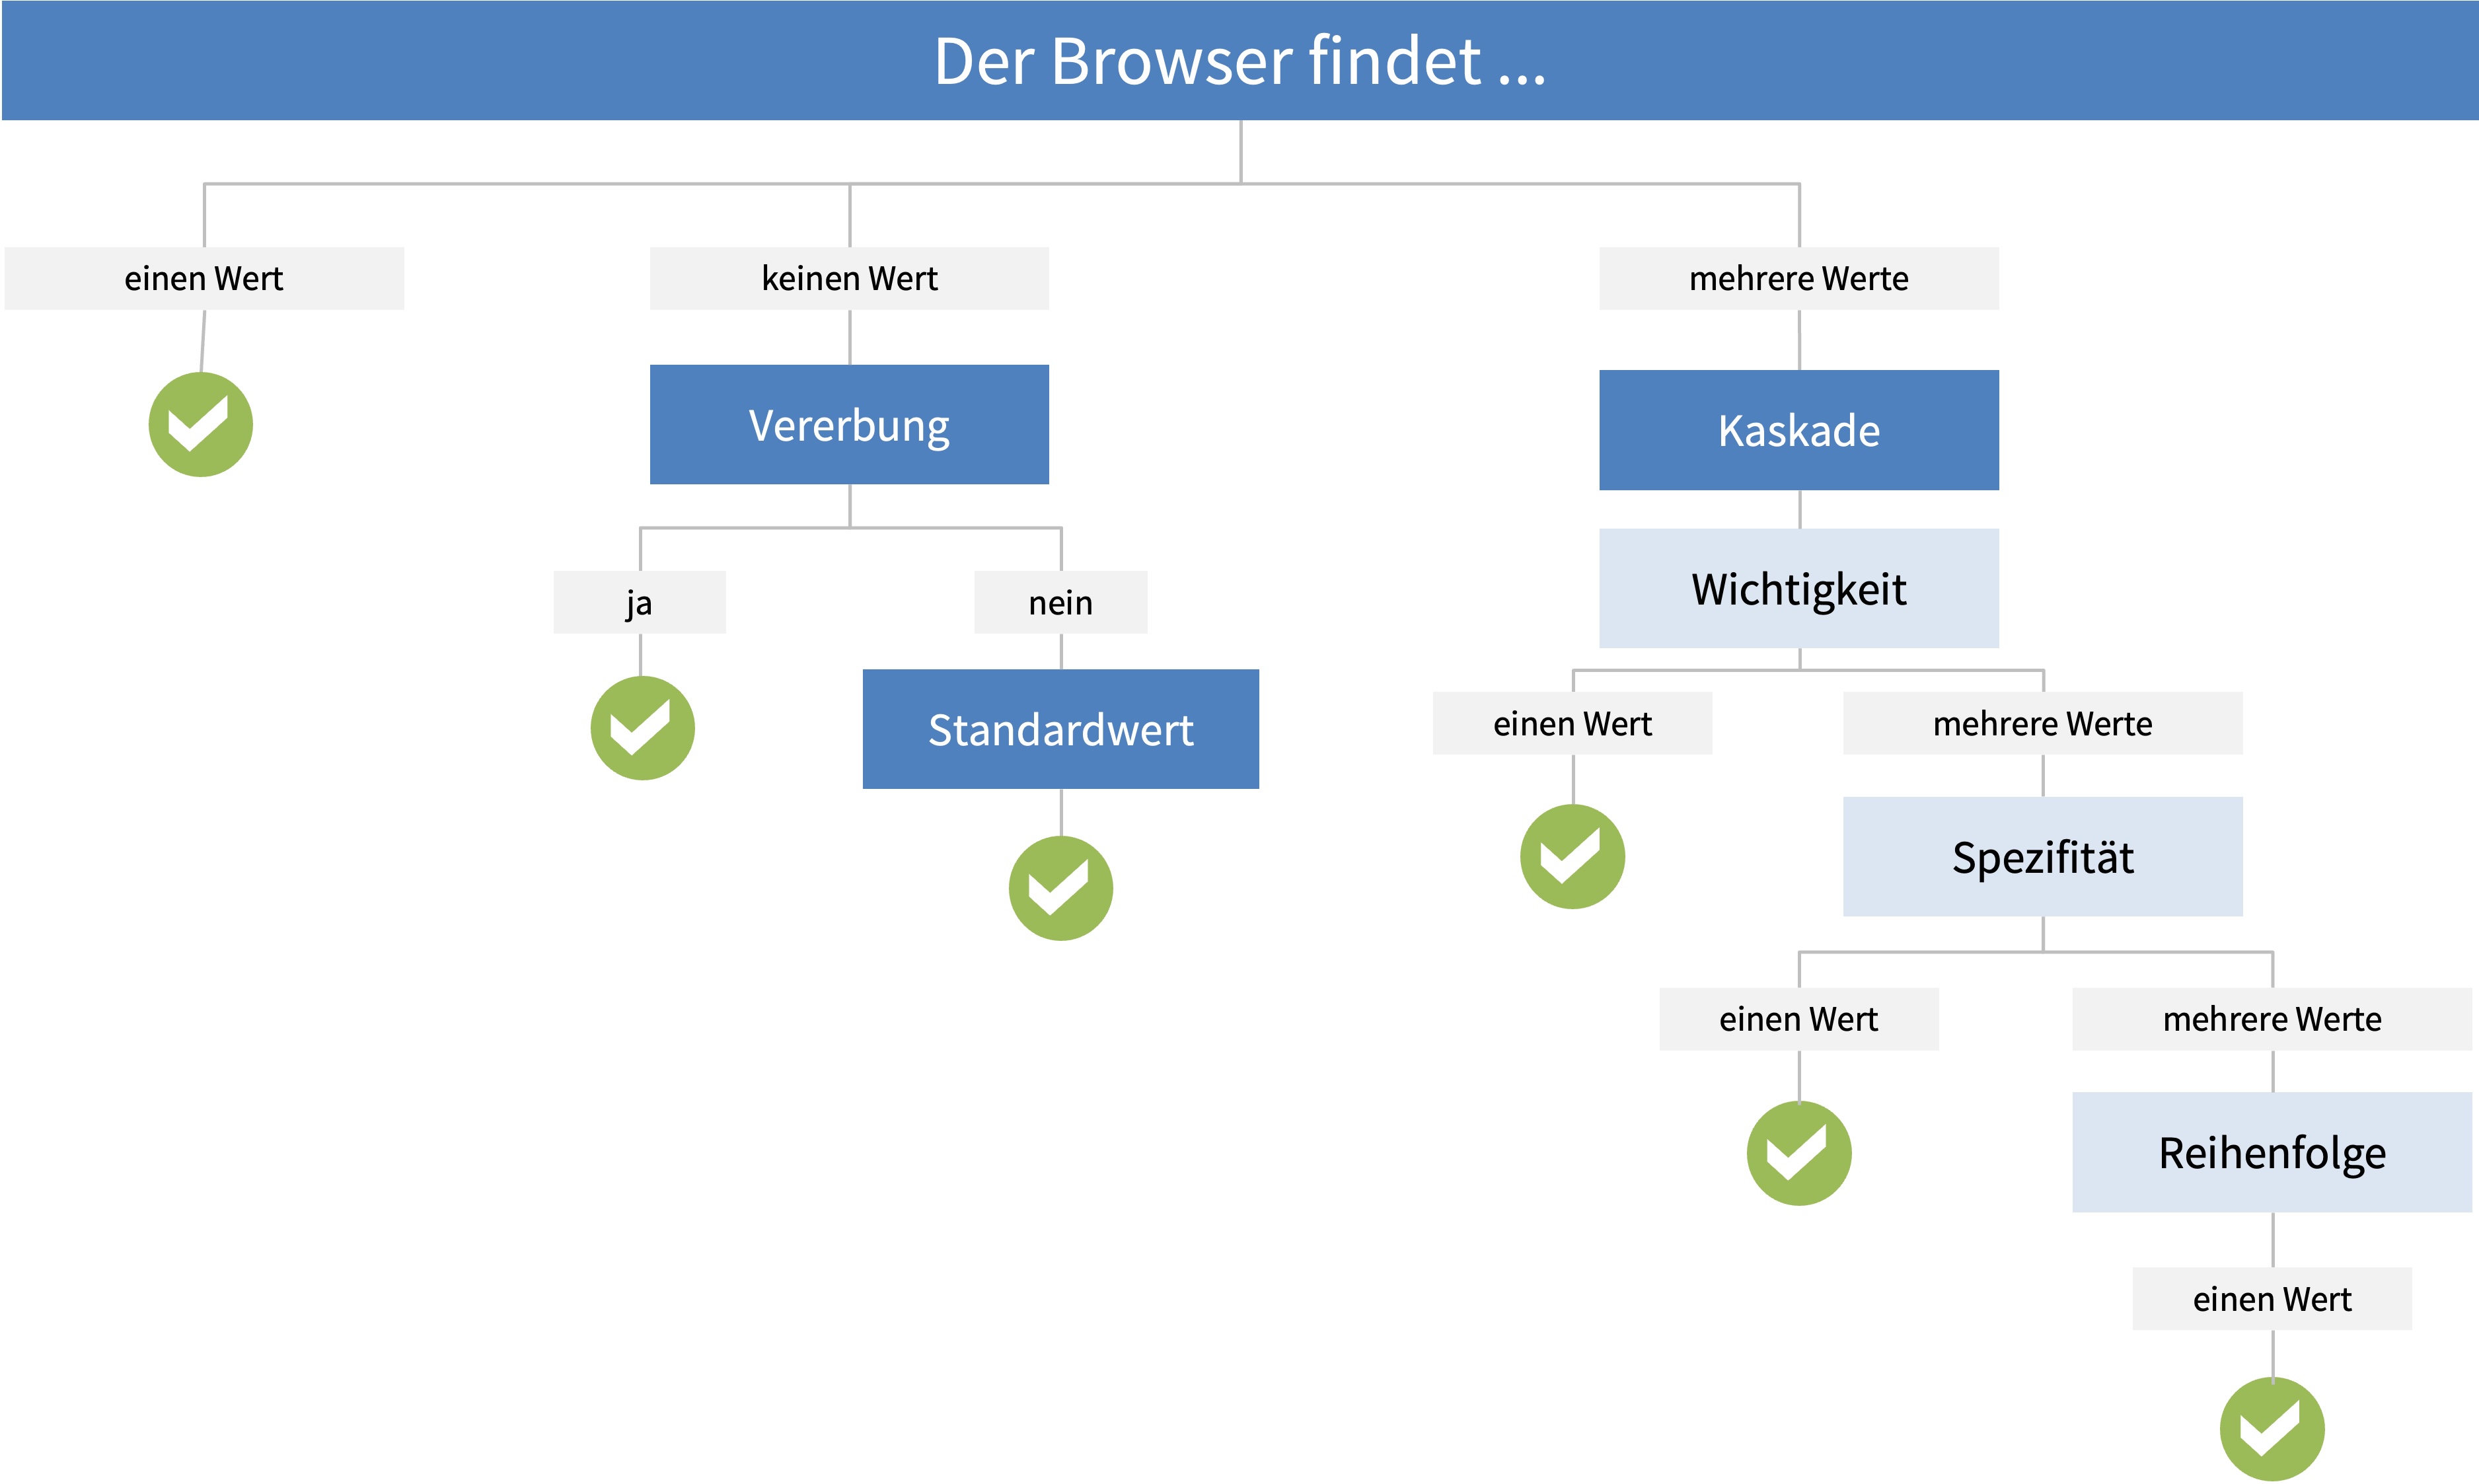 Der Browser findet ...
einen Wert
keinen Wert
mehrere Werte
Vererbung
Kaskade
ja
nein
Wichtigkeit
Standardwert
einen Wert
mehrere Werte
Spezifität
einen Wert
mehrere Werte
Reihenfolge
einen Wert